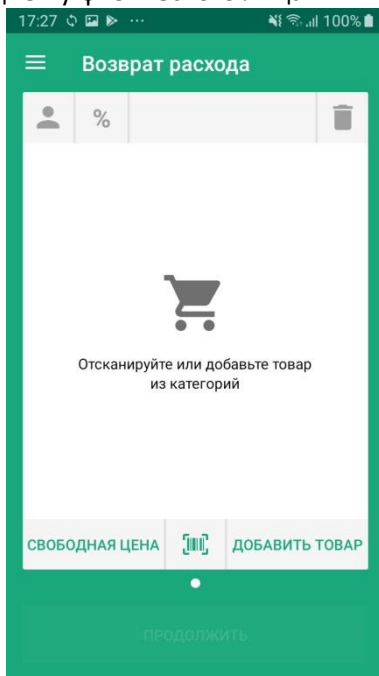 17:27 ... 100%
Возврат расхода
%
Отсканируйте или добавьте товар
из категорий
СВОБОДНАЯ ЦЕНА ДОБАВИТЬ ТОВАР
ПРОДОЛЖИТЬ